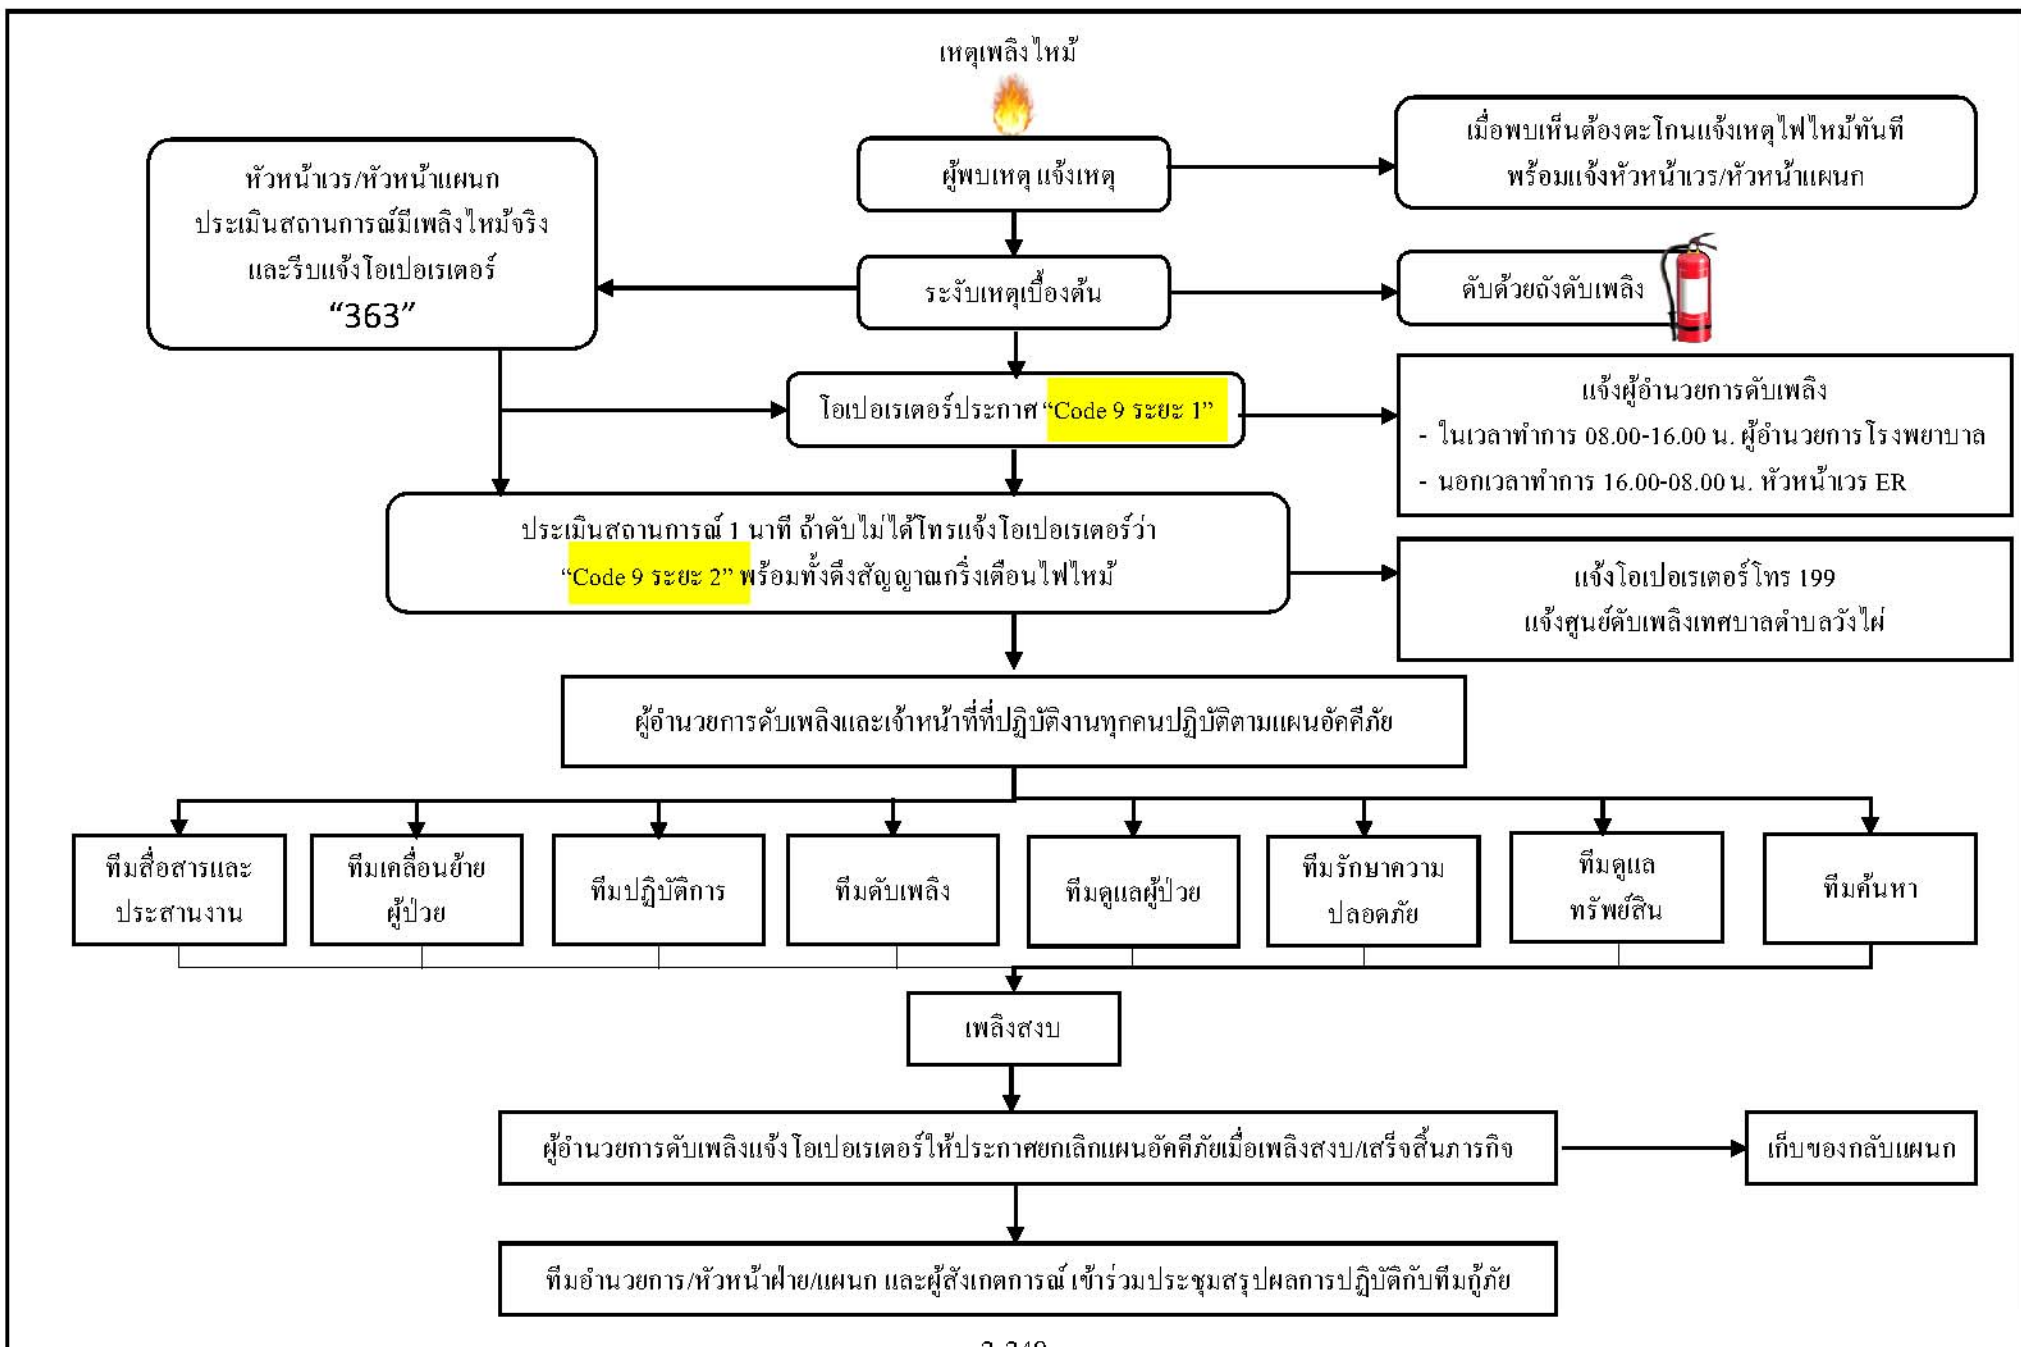 เหตุเพลิงไหม้
ผู้พบเหตุ แจ้งเหตุ
เมื่อพบเห็นต้องตะโกนแจ้งเหตุไฟไหม้ทันที
พร้อมแจ้งหัวหน้าเวร/หัวหน้าแผนก
หัวหน้าเวร/หัวหน้าแผนก
ประเมินสถานการณ์มีเพลิงไหม้จริง
และรีบแจ้งโอเปอเรเตอร์
“363”
ระงับเหตุเบื้องต้น
ดับด้วยถังดับเพลิง
โอเปอเรเตอร์ประกาศ “Code 9 ระยะ 1”
แจ้งผู้อำนวยการดับเพลิง
- ในเวลาทำการ 08.00-16.00 น. ผู้อำนวยการโรงพยาบาล
- นอกเวลาทำการ 16.00-08.00 น. หัวหน้าเวร ER
ประเมินสถานการณ์ 1 นาที ถ้าดับไม่ได้โทรแจ้งโอเปอเรเตอร์ว่า
“Code 9 ระยะ 2” พร้อมทั้งดึงสัญญาณกริ่งเตือนไฟไหม้
แจ้งโอเปอเรเตอร์โทร 199
แจ้งศูนย์ดับเพลิงเทศบาลตำบลวังไผ่
ผู้อำนวยการดับเพลิงและเจ้าหน้าที่ที่ปฏิบัติงานทุกคนปฏิบัติตามแผนอัคคีภัย
ทีมสื่อสารและ
ประสานงาน
ทีมเคลื่อนย้าย
ผู้ป่วย
ทีมปฏิบัติการ
ทีมดับเพลิง
ทีมดูแลผู้ป่วย
ทีมรักษาความ
ปลอดภัย
ทีมดูแล
ทรัพย์สิน
ทีมค้นหา
เพลิงสงบ
ผู้อำนวยการดับเพลิงแจ้งโอเปอเรเตอร์ให้ประกาศยกเลิกแผนอัคคีภัยเมื่อเพลิงสงบ/เสร็จสิ้นภารกิจ
เก็บของกลับแผนก
ทีมอำนวยการ/หัวหน้าฝ่าย/แผนก และผู้สังเกตการณ์ เข้าร่วมประชุมสรุปผลการปฏิบัติกับทีมกู้ภัย